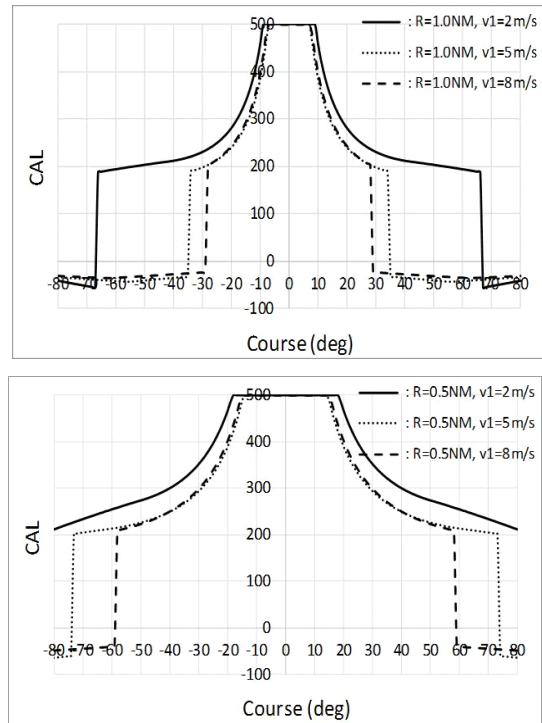 500
: R=1.0NM, v1=2m/s
400
: R=1.0NM, v1=5m/s
: R=1.0NM, v1=8m/s
300
CAL
200
100
0
-80 -70 -60 -50 -40 -30 -20 -10 0 10 20 30 40 50 60 70 80
-100
Course (deg)
500
: R=0.5NM, v1=2m/s
400
: R=0.5NM, v1=5m/s
: R=0.5NM, v1=8m/s
300
CAL
200
100
0
-80 -70 -60 -50 -40 -30 -20 -10 0 10 20 30 40 50 60 70 80
-100
Course (deg)